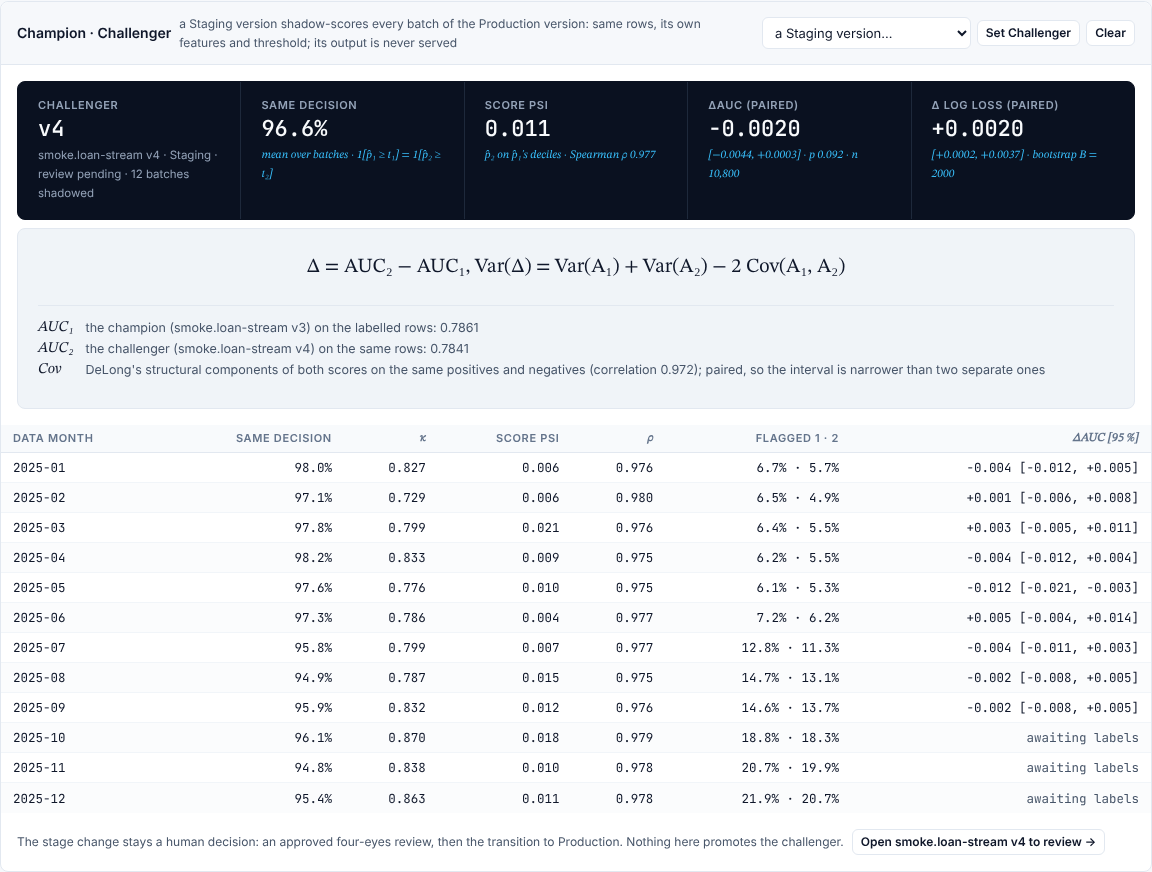 Champion · Challenger
a Staging version shadow-scores every batch of the Production version: same rows, its own
features and threshold; its output is never served
a Staging version...
Set Challenger
Clear
CHALLENGER
v4
smoke.loan-stream v4 · Staging ·
review pending · 12 batches
shadowed
SAME DECISION
96.6%
mean over batches · 1[p̂₁ ≥ t₁] = 1[p̂₂ ≥
t₂]
SCORE PSI
0.011
p̂₂ on p̂₁'s deciles · Spearman ρ 0.977
ΔAUC (PAIRED)
-0.0020
[−0.0044, +0.0003] · p 0.092 · n
10,800
Δ LOG LOSS (PAIRED)
+0.0020
[+0.0002, +0.0037] · bootstrap B =
2000
Δ = AUC₂ − AUC₁, Var(Δ) = Var(A₁) + Var(A₂) − 2 Cov(A₁, A₂)
AUC₁ the champion (smoke.loan-stream v3) on the labelled rows: 0.7861
AUC₂ the challenger (smoke.loan-stream v4) on the same rows: 0.7841
Cov DeLong's structural components of both scores on the same positives and negatives (correlation 0.972); paired, so the interval is narrower than two separate ones
DATA MONTH SAME DECISION κ SCORE PSI ρ FLAGGED 1 · 2 ΔAUC [95 %]
2025-01 98.0% 0.827 0.006 0.976 6.7% · 5.7% -0.004 [-0.012, +0.005]
2025-02 97.1% 0.729 0.006 0.980 6.5% · 4.9% +0.001 [-0.006, +0.008]
2025-03 97.8% 0.799 0.021 0.976 6.4% · 5.5% +0.003 [-0.005, +0.011]
2025-04 98.2% 0.833 0.009 0.975 6.2% · 5.5% -0.004 [-0.012, +0.004]
2025-05 97.6% 0.776 0.010 0.975 6.1% · 5.3% -0.012 [-0.021, -0.003]
2025-06 97.3% 0.786 0.004 0.977 7.2% · 6.2% +0.005 [-0.004, +0.014]
2025-07 95.8% 0.799 0.007 0.977 12.8% · 11.3% -0.004 [-0.011, +0.003]
2025-08 94.9% 0.787 0.015 0.975 14.7% · 13.1% -0.002 [-0.008, +0.005]
2025-09 95.9% 0.832 0.012 0.976 14.6% · 13.7% -0.002 [-0.008, +0.005]
2025-10 96.1% 0.870 0.018 0.979 18.8% · 18.3% awaiting labels
2025-11 94.8% 0.838 0.010 0.978 20.7% · 19.9% awaiting labels
2025-12 95.4% 0.863 0.011 0.978 21.9% · 20.7% awaiting labels
The stage change stays a human decision: an approved four-eyes review, then the transition to Production. Nothing here promotes the challenger.
Open smoke.loan-stream v4 to review →